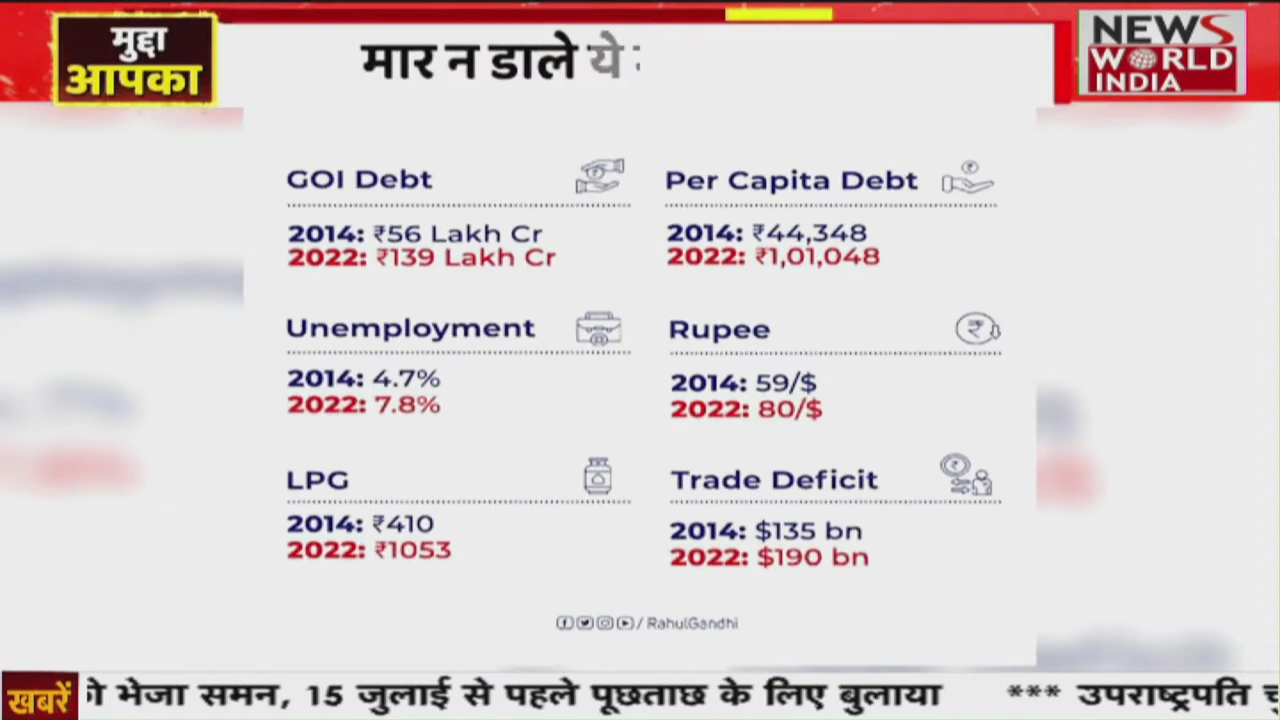 मुद्दा
आपका
मार न डाले ये
NEWS
WORLD
INDIA
GOI Debt
2014: ₹56 Lakh Cr
2022: ₹139 Lakh Cr
Per Capita Debt
2014: ₹44,348
2022: ₹1,01,048
Unemployment
2014: 4.7%
2022: 7.8%
Rupee
2014: 59/$
2022: 80/$
LPG
2014: ₹410
2022: ₹1053
Trade Deficit
2014: $135 bn
2022: $190 bn
/ RahulGandhi
खबरें
भेजा समन, 15 जुलाई से पहले पूछताछ के लिए बुलाया *** उपराष्ट्रपति